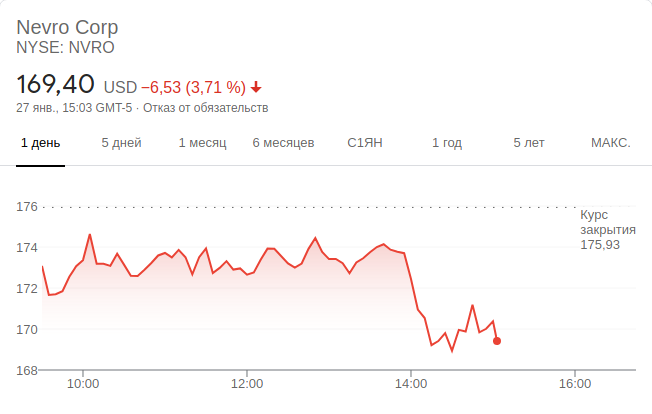 Nevro Corp
NYSE: NVRO
169,40 USD −6,53 (3,71 %)
27 янв., 15:03 GMT-5 · Отказ от обязательств
1 день 5 дней 1 месяц 6 месяцев С1ЯН 1 год 5 лет МАКС.
176
Курс
закрытия
175,93
174
172
170
168
10:00 12:00 14:00 16:00